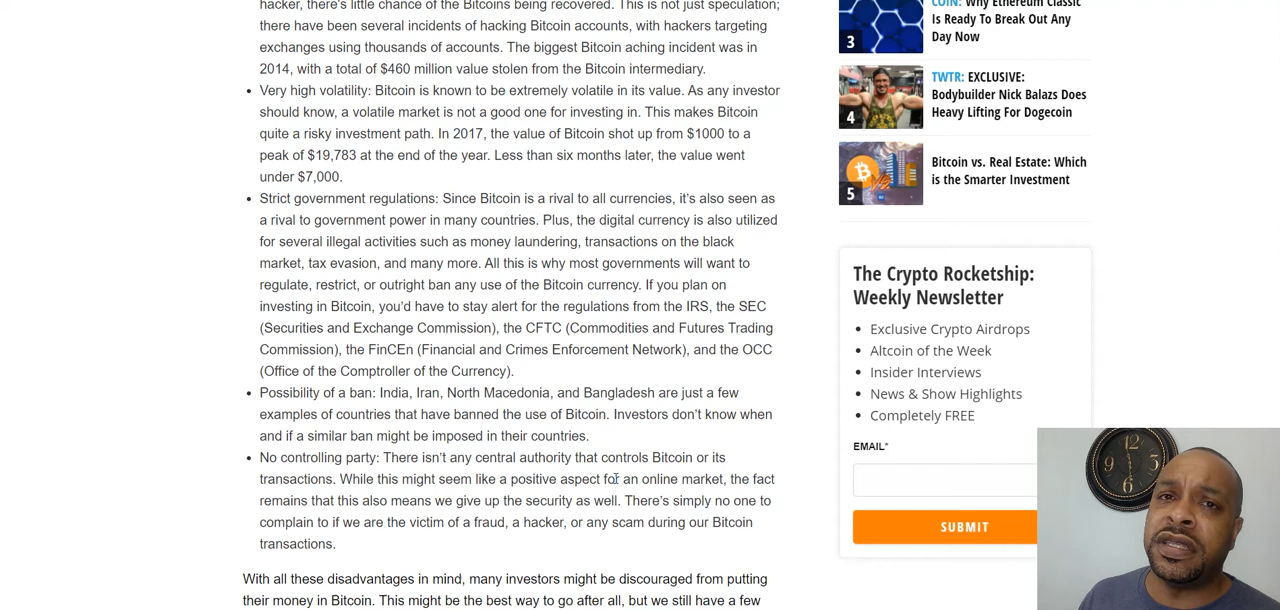 hacker, there's little chance of the Bitcoins being recovered. This is not just speculation;
there have been several incidents of hacking Bitcoin accounts, with hackers targeting
exchanges using thousands of accounts. The biggest Bitcoin aching incident was in
2014, with a total of $460 million value stolen from the Bitcoin intermediary.
• Very high volatility: Bitcoin is known to be extremely volatile in its value. As any investor
should know, a volatile market is not a good one for investing in. This makes Bitcoin
quite a risky investment path. In 2017, the value of Bitcoin shot up from $1000 to a
peak of $19,783 at the end of the year. Less than six months later, the value went
under $7,000.
• Strict government regulations: Since Bitcoin is a rival to all currencies, it's also seen as
a rival to government power in many countries. Plus, the digital currency is also utilized
for several illegal activities such as money laundering, transactions on the black
market, tax evasion, and many more. All this is why most governments will want to
regulate, restrict, or outright ban any use of the Bitcoin currency. If you plan on
investing in Bitcoin, you'd have to stay alert for the regulations from the IRS, the SEC
(Securities and Exchange Commission), the CFTC (Commodities and Futures Trading
Commission), the FinCEn (Financial and Crimes Enforcement Network), and the OCC
(Office of the Comptroller of the Currency).
• Possibility of a ban: India, Iran, North Macedonia, and Bangladesh are just a few
examples of countries that have banned the use of Bitcoin. Investors don't know when
and if a similar ban might be imposed in their countries.
• No controlling party: There isn't any central authority that controls Bitcoin or its
transactions. While this might seem like a positive aspect for an online market, the fact
remains that this also means we give up the security as well. There's simply no one to
complain to if we are the victim of a fraud, a hacker, or any scam during our Bitcoin
transactions.
With all these disadvantages in mind, many investors might be discouraged from putting
their money in Bitcoin. This might be the best way to go after all, but we still have a few
COIN: Why Ethereum Classic
Is Ready To Break Out Any
Day Now
3
TWTR: EXCLUSIVE:
Bodybuilder Nick Balazs Does
Heavy Lifting For Dogecoin
4
Bitcoin vs. Real Estate: Which
is the Smarter Investment
VS
5
The Crypto Rocketship:
Weekly Newsletter
• Exclusive Crypto Airdrops
• Altcoin of the Week
• Insider Interviews
• News & Show Highlights
• Completely FREE
EMAIL*
SUBMIT